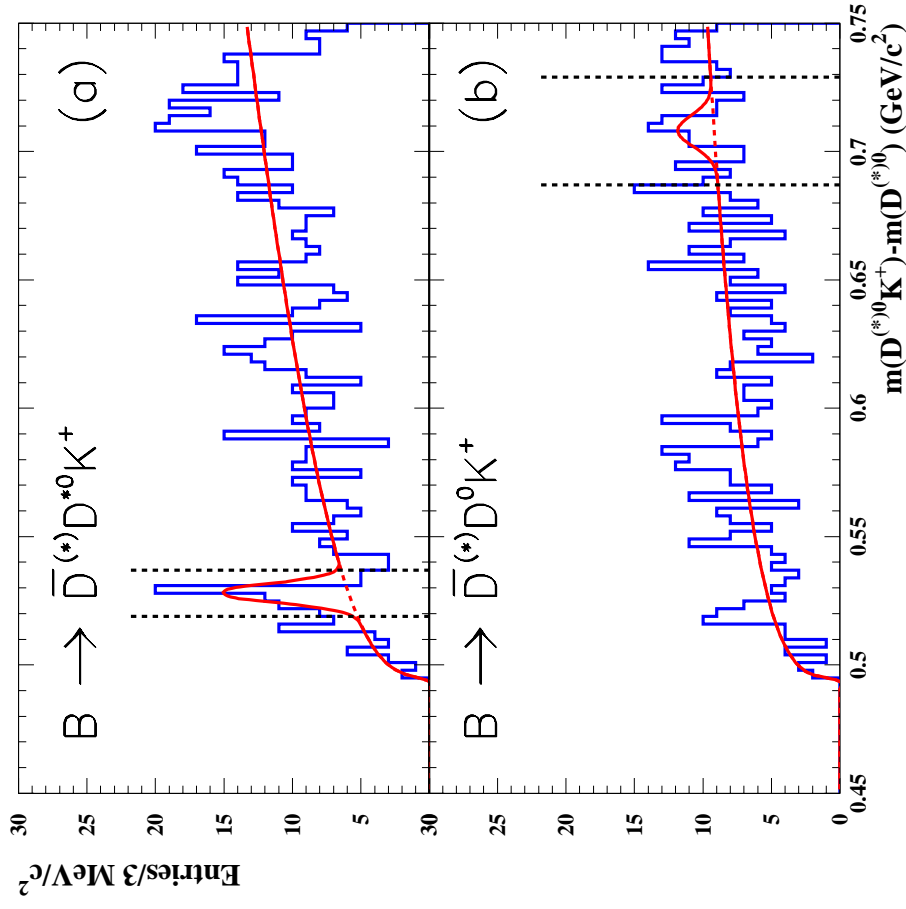 Entries/3 MeV/c²
30
25
20
15
10
5
B → D̅⁽*⁾D*⁰K⁺
(a)
30
25
20
15
10
5
0
B → D̅⁽*⁾D⁰K⁺
(b)
0.45 0.5 0.55 0.6 0.65 0.7 0.75
m(D⁽*⁾⁰K⁺)-m(D⁽*⁾⁰) (GeV/c²)